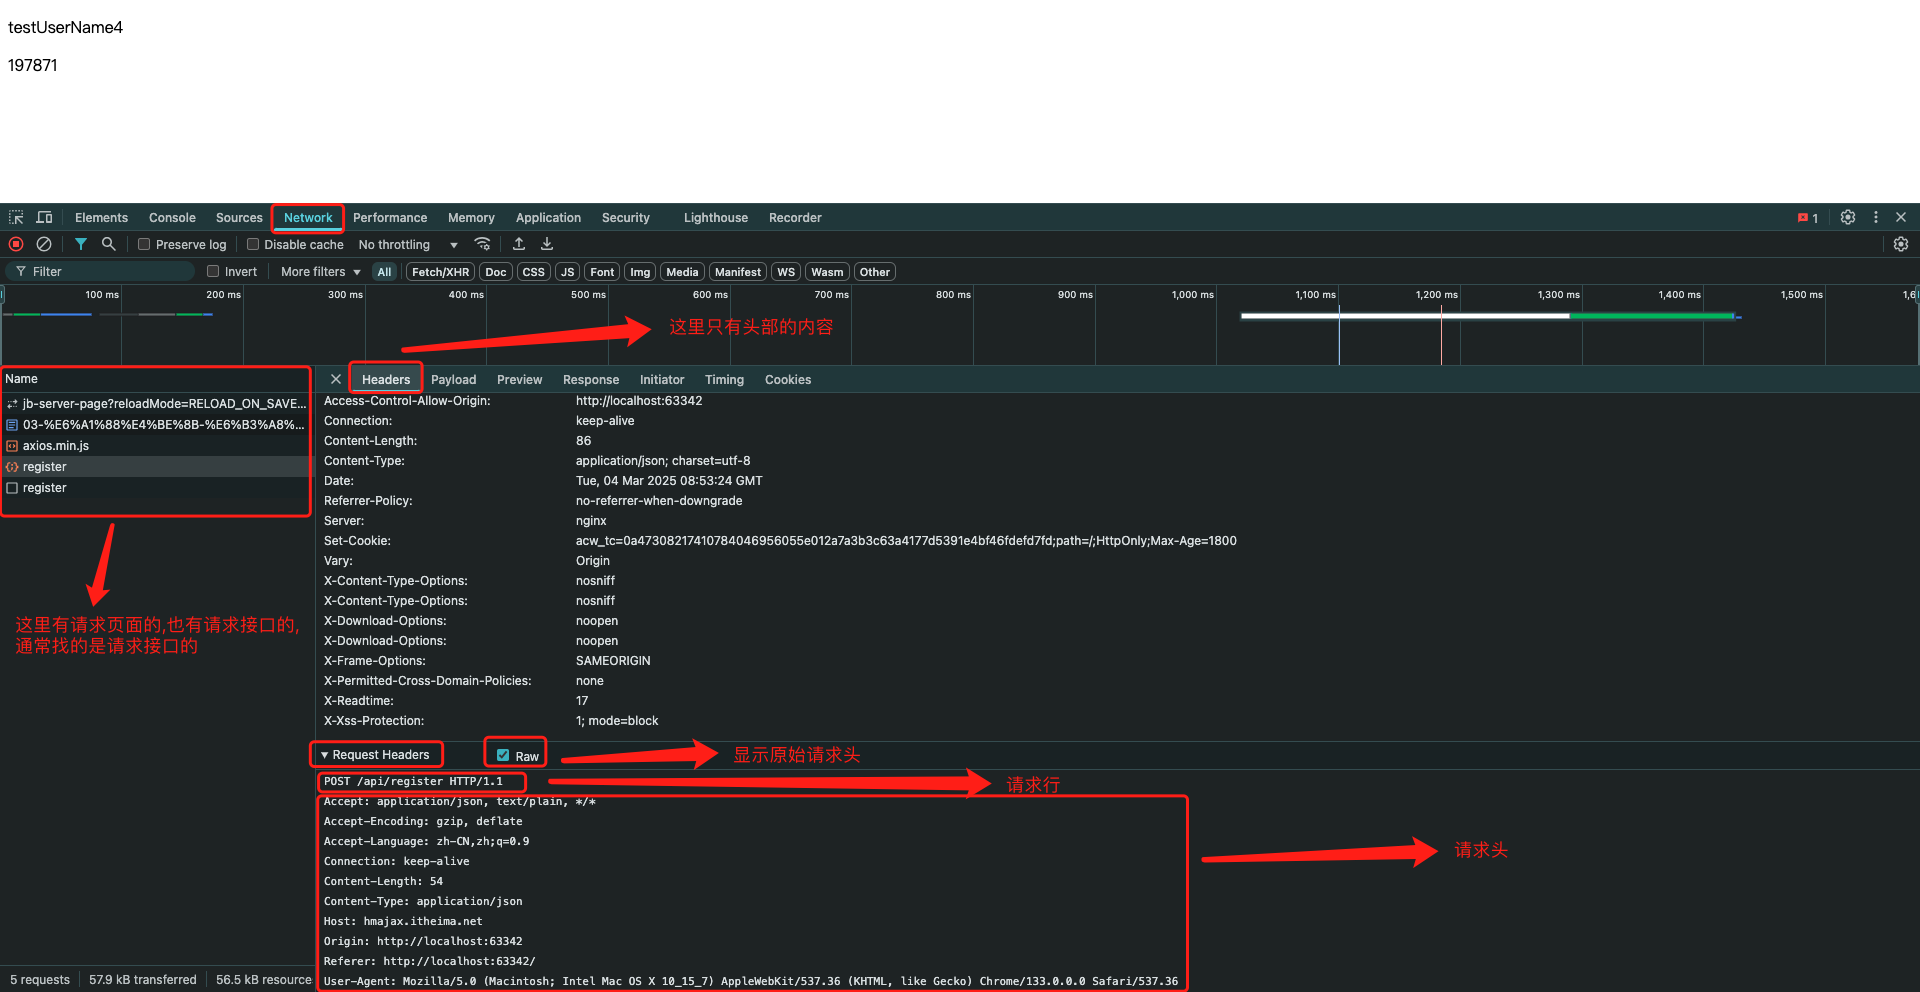 testUserName4
197871
Elements Console Sources Network Performance Memory Application Security Lighthouse Recorder 1
Preserve log Disable cache No throttling
Filter Invert More filters All Fetch/XHR Doc CSS JS Font Img Media Manifest WS Wasm Other
100 ms 200 ms 300 ms 400 ms 500 ms 600 ms 700 ms 800 ms 900 ms 1,000 ms 1,100 ms 1,200 ms 1,300 ms 1,400 ms 1,500 ms 1,6
这里只有头部的内容
Name
jb-server-page?reloadMode=RELOAD_ON_SAVE...
03-%E6%A1%88%E4%BE%8B-%E6%B3%A8%...
axios.min.js
register
register
这里有请求页面的,也有请求接口的,
通常找的是请求接口的
5 requests 57.9 kB transferred 56.5 kB resource
Headers Payload Preview Response Initiator Timing Cookies
Access-Control-Allow-Origin: http://localhost:63342
Connection: keep-alive
Content-Length: 86
Content-Type: application/json; charset=utf-8
Date: Tue, 04 Mar 2025 08:53:24 GMT
Referrer-Policy: no-referrer-when-downgrade
Server: nginx
Set-Cookie: acw_tc=0a47308217410784046956055e012a7a3b3c63a4177d5391e4bf46fdefd7fd;path=/;HttpOnly;Max-Age=1800
Vary: Origin
X-Content-Type-Options: nosniff
X-Content-Type-Options: nosniff
X-Download-Options: noopen
X-Download-Options: noopen
X-Frame-Options: SAMEORIGIN
X-Permitted-Cross-Domain-Policies: none
X-Readtime: 17
X-Xss-Protection: 1; mode=block
Request Headers Raw 显示原始请求头
POST /api/register HTTP/1.1 请求行
Accept: application/json, text/plain, */*
Accept-Encoding: gzip, deflate
Accept-Language: zh-CN,zh;q=0.9
请求头
Connection: keep-alive
Content-Length: 54
Content-Type: application/json
Host: hmajax.itheima.net
Origin: http://localhost:63342
Referer: http://localhost:63342/
User-Agent: Mozilla/5.0 (Macintosh; Intel Mac OS X 10_15_7) AppleWebKit/537.36 (KHTML, like Gecko) Chrome/133.0.0.0 Safari/537.36